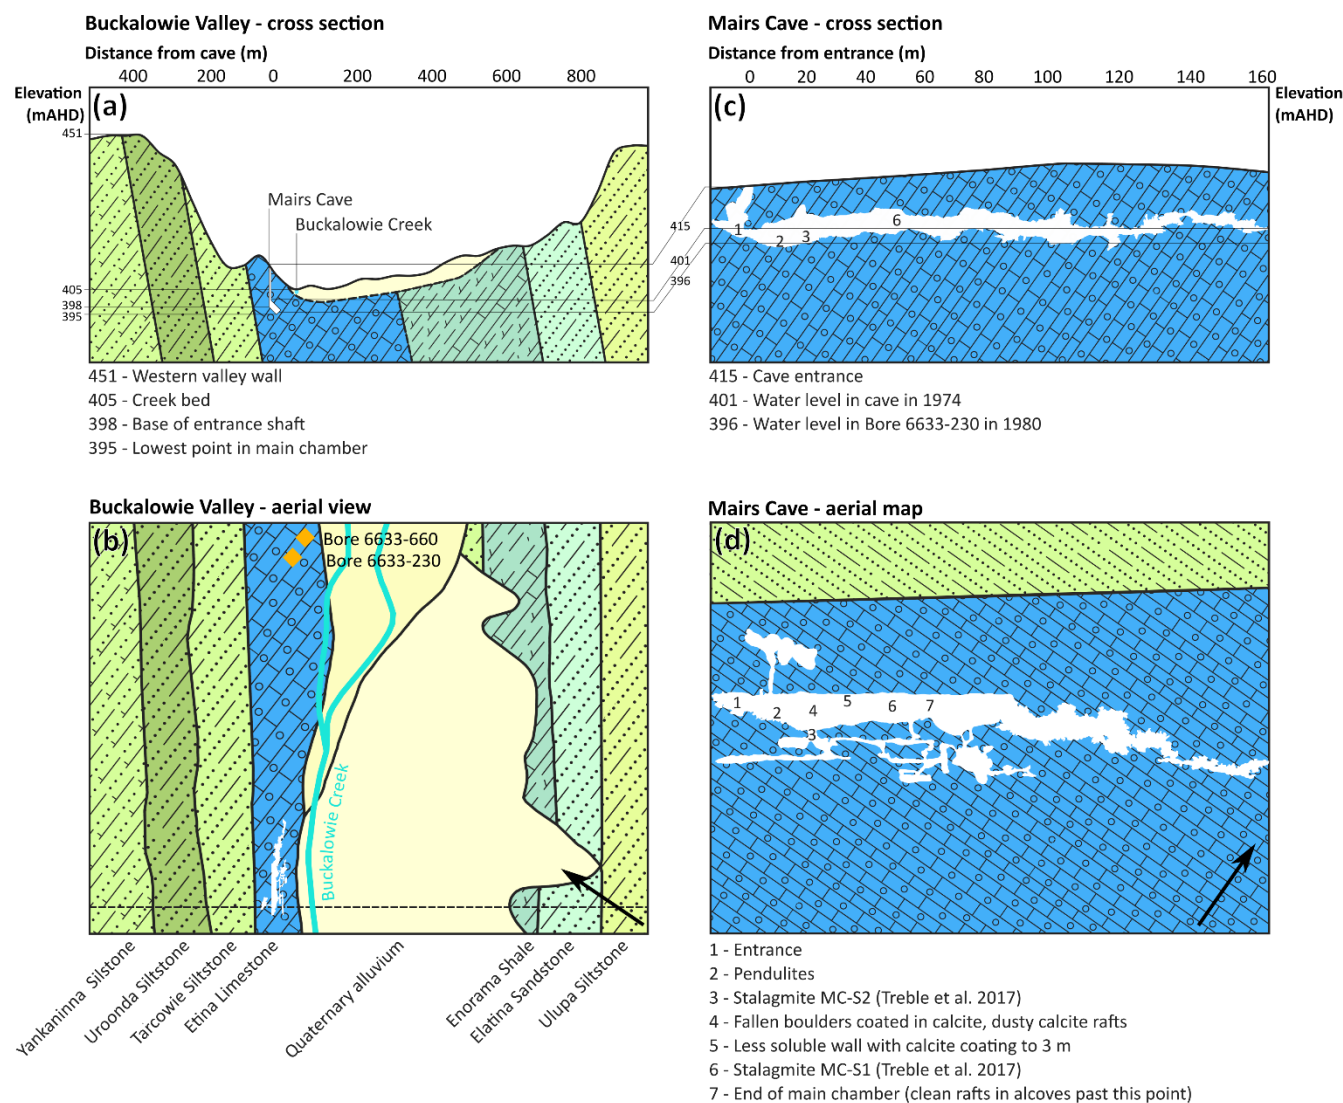 Buckalowie Valley - cross section
Distance from cave (m)
400 200 0 200 400 600 800
Elevation
(mAHD)
(a)
451
Mairs Cave
Buckalowie Creek
405
398
395
415
401
396
451 - Western valley wall
405 - Creek bed
398 - Base of entrance shaft
395 - Lowest point in main chamber
Mairs Cave - cross section
Distance from entrance (m)
0 20 40 60 80 100 120 140 160
Elevation
(mAHD)
(c)
1 2 3 6
415 - Cave entrance
401 - Water level in cave in 1974
396 - Water level in Bore 6633-230 in 1980
Buckalowie Valley - aerial view
(b)
Bore 6633-660
Bore 6633-230
Buckalowie Creek
Yankaninna Silstone
Uroonda Siltstone
Tarcowie Siltstone
Etina Limestone
Quaternary alluvium
Enorama Shale
Elatina Sandstone
Ulupa Siltstone
Mairs Cave - aerial map
(d)
1 2 4 5 6 7
3
1 - Entrance
2 - Pendulites
3 - Stalagmite MC-S2 (Treble et al. 2017)
4 - Fallen boulders coated in calcite, dusty calcite rafts
5 - Less soluble wall with calcite coating to 3 m
6 - Stalagmite MC-S1 (Treble et al. 2017)
7 - End of main chamber (clean rafts in alcoves past this point)